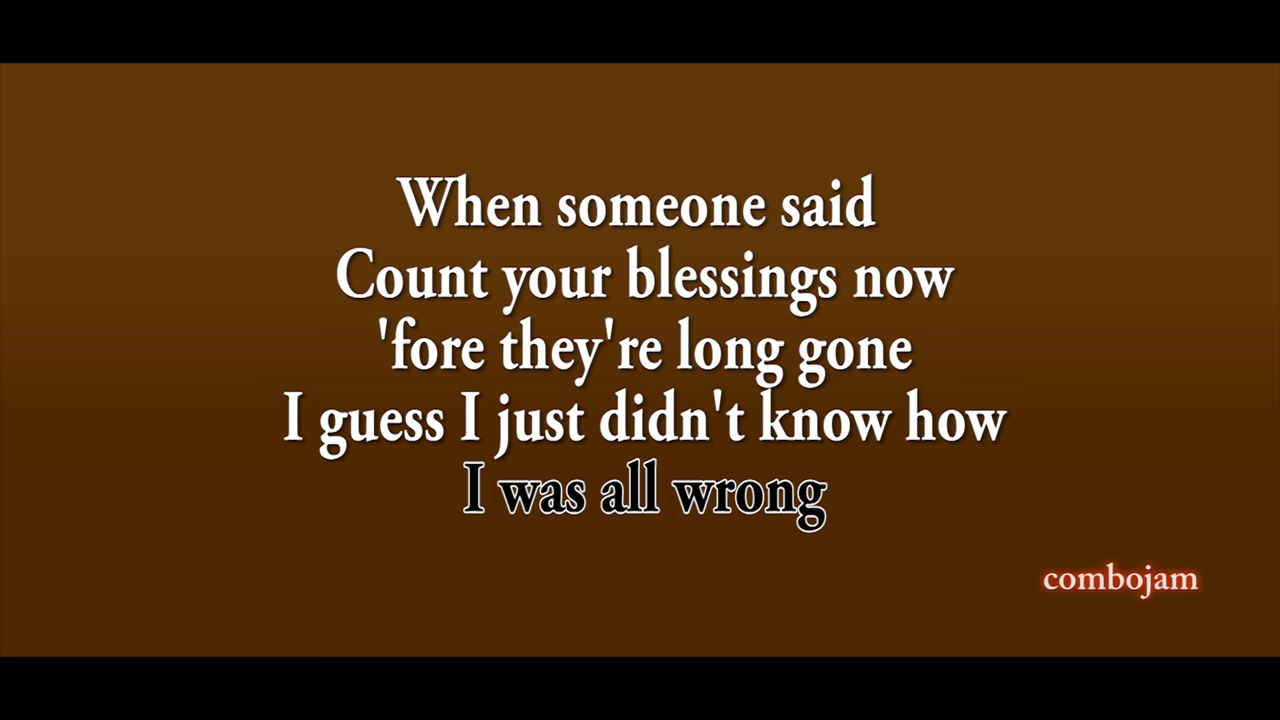 When someone said
Count your blessings now
'fore they're long gone
I guess I just didn't know how
I was all wrong
combojam